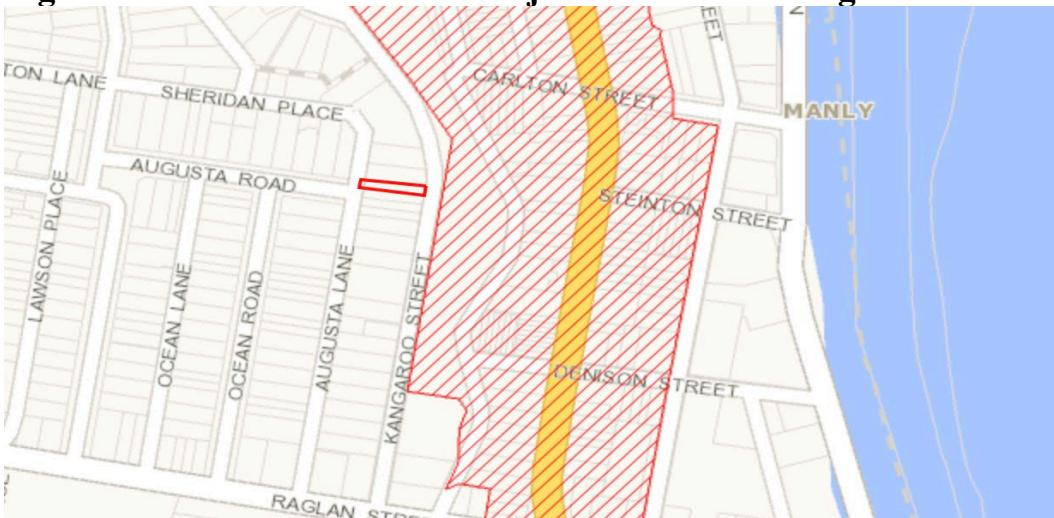 CARLTON STREET
TON LANE
SHERIDAN PLACE
MANLY
AUGUSTA ROAD
STEINTON STREET
LAWSON PLACE
OCEAN LANE
OCEAN ROAD
AUGUSTA LANE
KANGAROO STREET
DENISON STREET
RAGLAN STRE